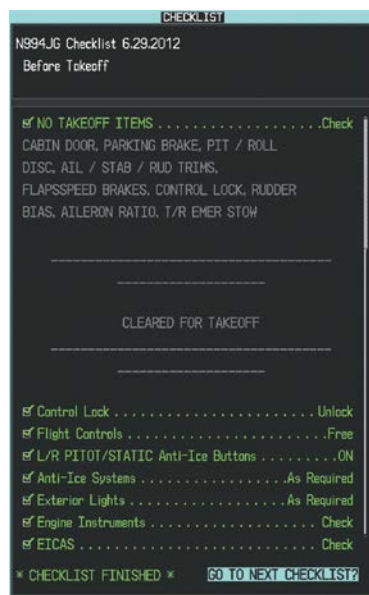 CHECKLIST
N994JG Checklist 6.29.2012
Before Takeoff
NO TAKEOFF ITEMS ....................Check
CABIN DOOR, PARKING BRAKE, PIT / ROLL
DISC, AIL / STAB / RUD TRIMS,
FLAPSSPEED BRAKES, CONTROL LOCK, RUDDER
BIAS, AILERON RATIO, T/R EMER STOW
CLEARED FOR TAKEOFF
Control Lock ........................Unlock
Flight Controls ........................Free
L/R PITOT/STATIC Anti-Ice Buttons .........ON
Anti-Ice Systems .................As Required
Exterior Lights ..................As Required
Engine Instruments .................... Check
EICAS ............................ Check
* CHECKLIST FINISHED * GO TO NEXT CHECKLIST?